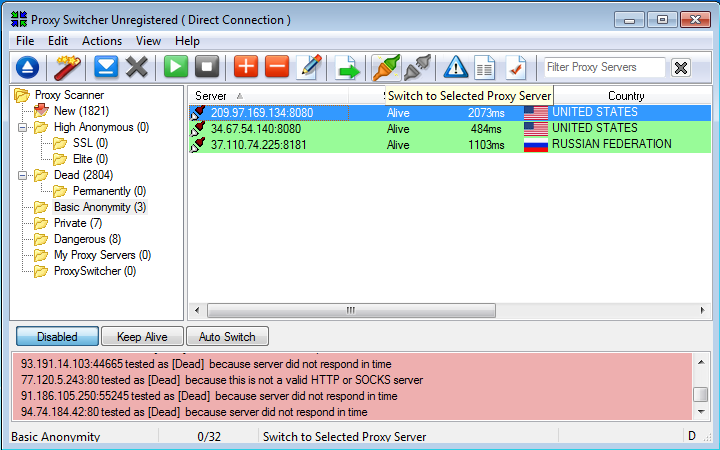 Proxy Switcher Unregistered ( Direct Connection )
File Edit Actions View Help
Filter Proxy Servers
Proxy Scanner
New (1821)
High Anonymous (0)
SSL (0)
Elite (0)
Dead (2804)
Permanently (0)
Basic Anonymity (3)
Private (7)
Dangerous (8)
My Proxy Servers (0)
ProxySwitcher (0)
Server Switch to Selected Proxy Server Country
209.97.169.134:8080 Alive 2073ms UNITED STATES
34.67.54.140:8080 Alive 484ms UNITED STATES
37.110.74.225:8181 Alive 1103ms RUSSIAN FEDERATION
Disabled Keep Alive Auto Switch
93.191.14.103:44665 tested as [Dead] because server did not respond in time
77.120.5.243:80 tested as [Dead] because this is not a valid HTTP or SOCKS server
91.186.105.250:55245 tested as [Dead] because server did not respond in time
94.74.184.42:80 tested as [Dead] because server did not respond in time
Basic Anonymity 0/32 Switch to Selected Proxy Server D